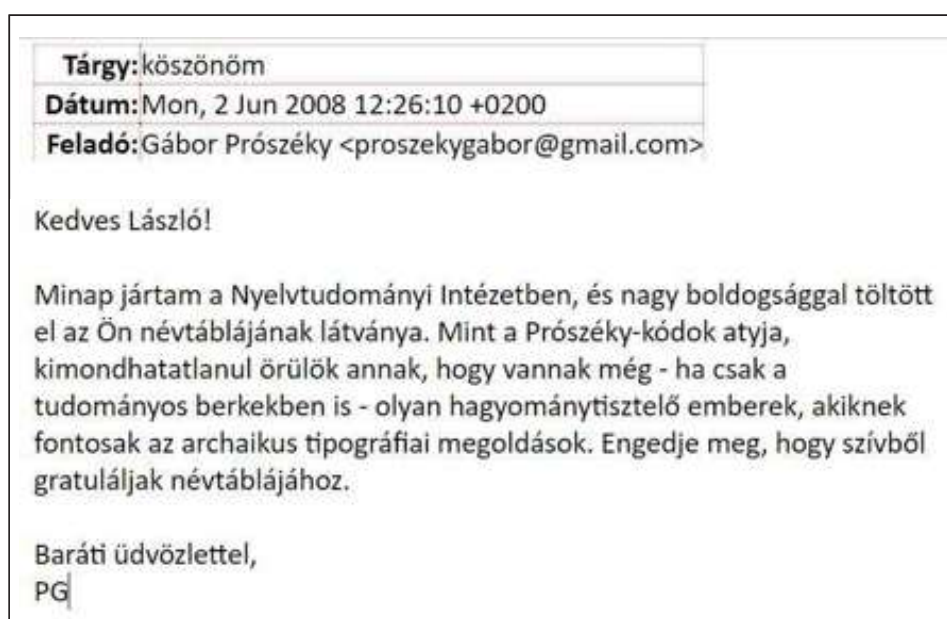 Tárgy: köszönöm
Dátum: Mon, 2 Jun 2008 12:26:10 +0200
Feladó: Gábor Prószéky <proszekygabor@gmail.com>
Kedves László!
Minap jártam a Nyelvtudományi Intézetben, és nagy boldogsággal töltött
el az Ön névtáblájának látványa. Mint a Prószéky-kódok atyja,
kimondhatatlanul örülök annak, hogy vannak még - ha csak a
tudományos berkekben is - olyan hagyománytisztelő emberek, akiknek
fontosak az archaikus tipográfiai megoldások. Engedje meg, hogy szívből
gratuláljak névtáblájához.
Baráti üdvözlettel,
PG